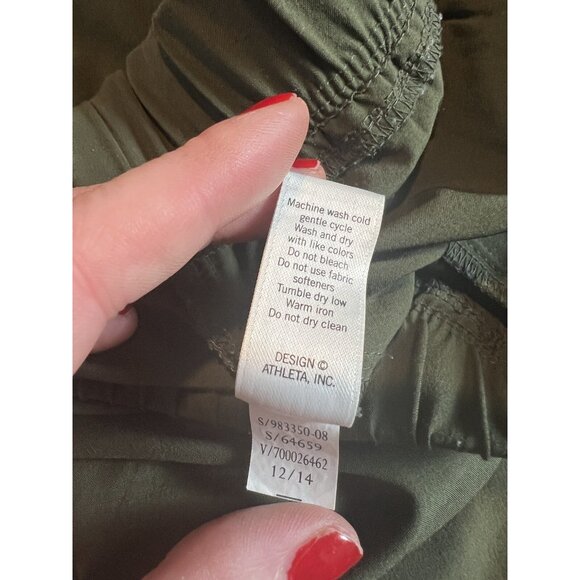 Machine wash cold
gentle cycle
Wash and dry
with like colors
Do not bleach
Do not use fabric
softeners
Tumble dry low
Warm iron
Do not dry clean
DESIGN ©
ATHLETA, INC.
S/983350-08
S/64659
V/700026462
12/14